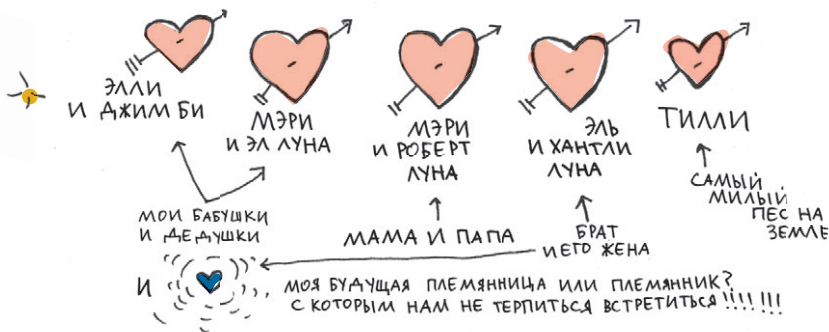 ЭЛЛИ
И ДЖИМ БИ
МЭРИ
И ЭЛ ЛУНА
МЭРИ
И РОБЕРТ
ЛУНА
ЭЛЬ
И ХАНТЛИ
ЛУНА
ТИЛЛИ
МОИ БАБУШКИ
И ДЕДУШКИ
МАМА И ПАПА
БРАТ
И ЕГО ЖЕНА
САМЫЙ
МИЛЫЙ
ПЕС НА
ЗЕМЛЕ
И
МОЯ БУДУЩАЯ ПЛЕМЯННИЦА ИЛИ ПЛЕМЯННИК?
С КОТОРЫМ НАМ НЕ ТЕРПИТЬСЯ ВСТРЕТИТЬСЯ!!!!!!!